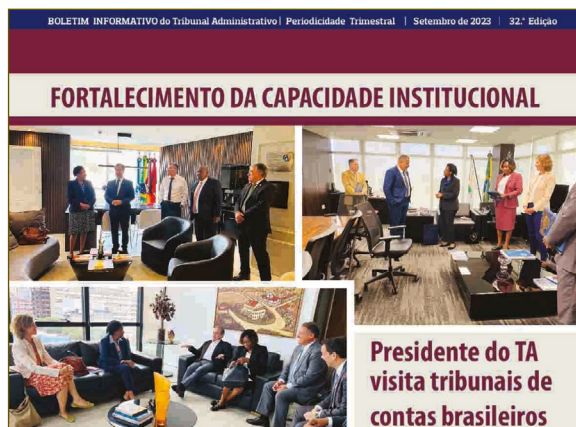 BOLETIM INFORMATIVO do Tribunal Administrativo | Periodicidade Trimestral | Setembro de 2023 | 32.ª Edição
FORTALECIMENTO DA CAPACIDADE INSTITUCIONAL
Presidente do TA
visita tribunais de
contas brasileiros